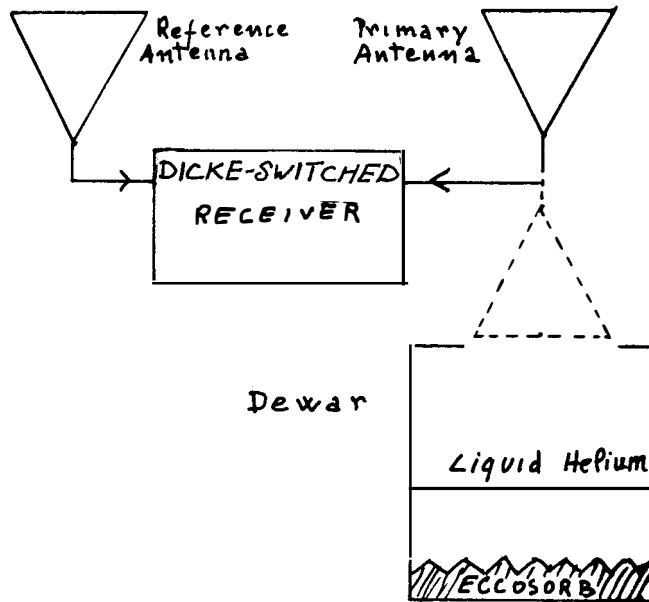 Reference
Antenna
Primary
Antenna
DICKE-SWITCHED
RECEIVER
Dewar
Liquid Helium
ECCOSORB